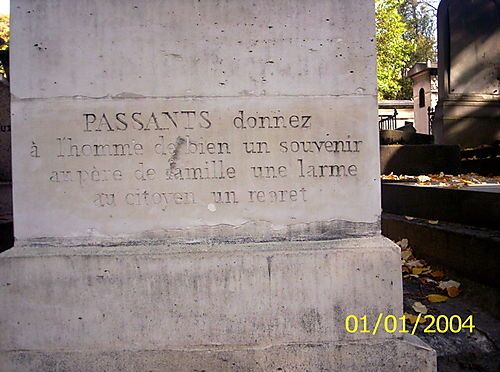 PASSANTS donnez
à l'homme de bien un souvenir
au père de famille une larme
au citoyen un regret
01/01/2004